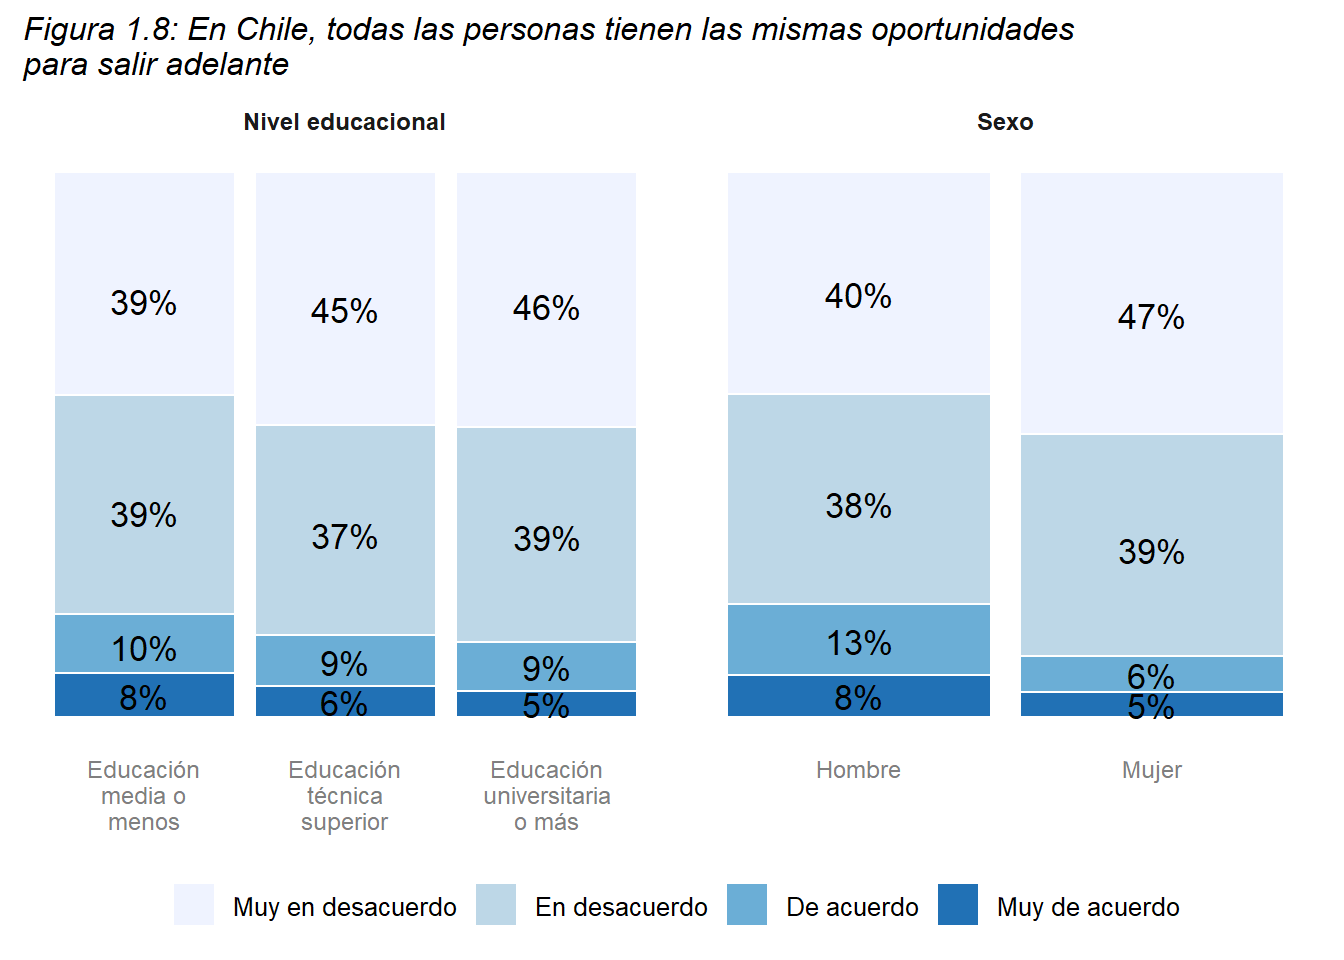 Figura 1.8: En Chile, todas las personas tienen las mismas oportunidades
para salir adelante
Nivel educacional
39%
45%
46%
39%
37%
39%
10%
9%
9%
8%
6%
5%
Educación
media o
menos
Educación
técnica
superior
Educación
universitaria
o más
Sexo
40%
47%
38%
39%
13%
6%
8%
5%
Hombre
Mujer
Muy en desacuerdo
En desacuerdo
De acuerdo
Muy de acuerdo